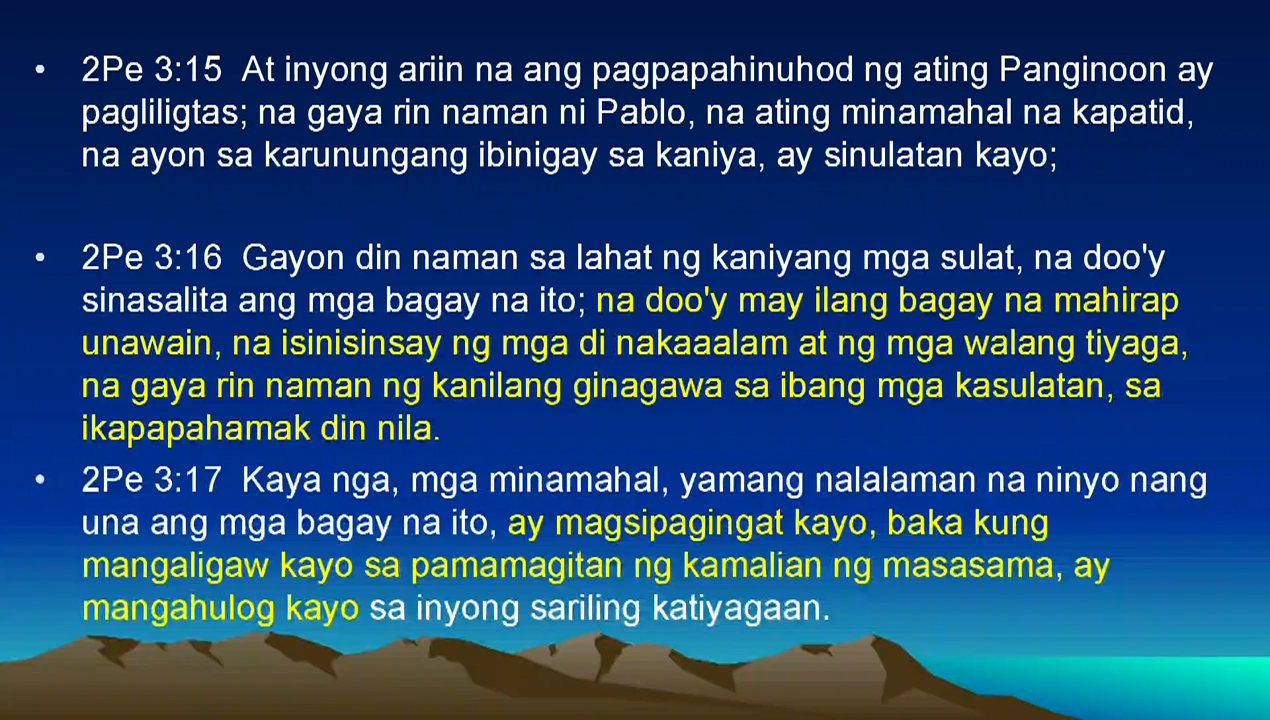 • 2Pe 3:15 At inyong ariin na ang pagpapahinuhod ng ating Panginoon ay
pagliligtas; na gaya rin naman ni Pablo, na ating minamahal na kapatid,
na ayon sa karunungang ibinigay sa kaniya, ay sinulatan kayo;
• 2Pe 3:16 Gayon din naman sa lahat ng kaniyang mga sulat, na doo'y
sinasalita ang mga bagay na ito; na doo'y may ilang bagay na mahirap
unawain, na isinisinsay ng mga di nakaaalam at ng mga walang tiyaga,
na gaya rin naman ng kanilang ginagawa sa ibang mga kasulatan, sa
ikapapahamak din nila.
• 2Pe 3:17 Kaya nga, mga minamahal, yamang nalalaman na ninyo nang
una ang mga bagay na ito, ay magsipagingat kayo, baka kung
mangaligaw kayo sa pamamagitan ng kamalian ng masasama, ay
mangahulog kayo sa inyong sariling katiyagaan.